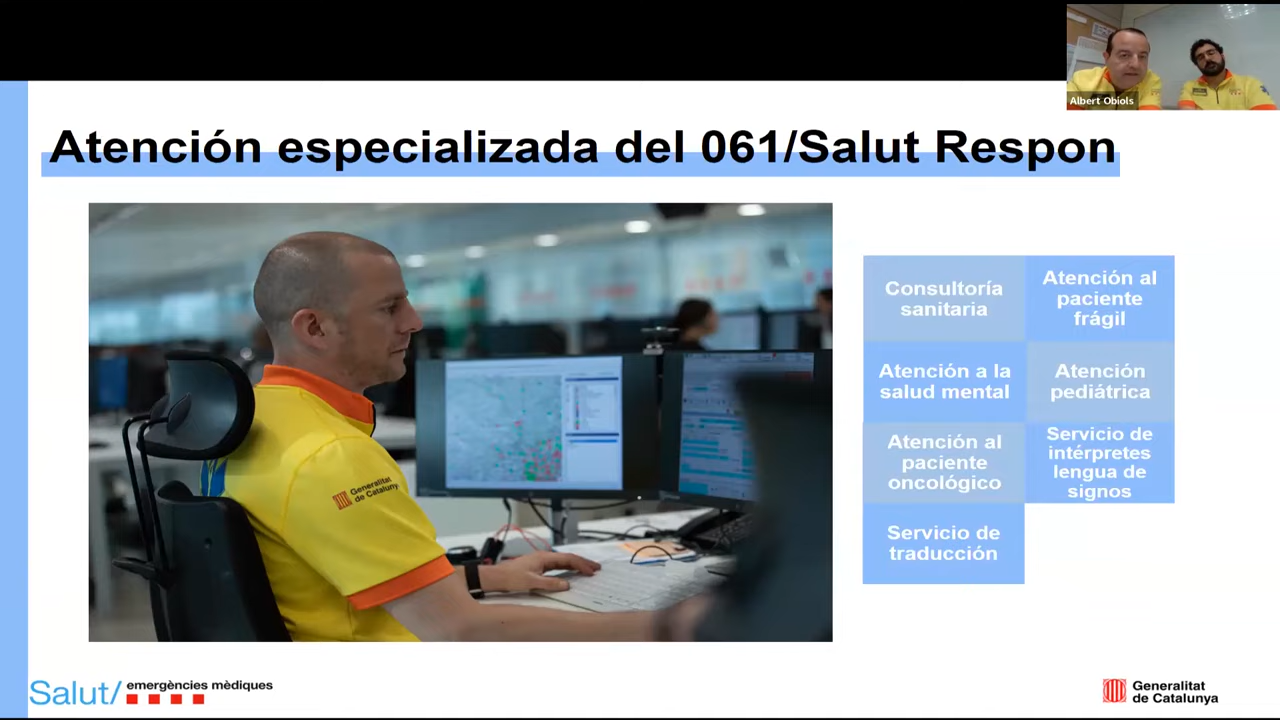 Albert Obiols
Atención especializada del 061/Salut Respon
Generalitat
de Catalunya
Consultoría
sanitaria
Atención al
paciente
frágil
Atención a la
salud mental
Atención
pediátrica
Atención al
paciente
oncológico
Servicio de
intérpretes
lengua de
signos
Servicio de
traducción
Salut/ emergències mèdiques
Generalitat
de Catalunya